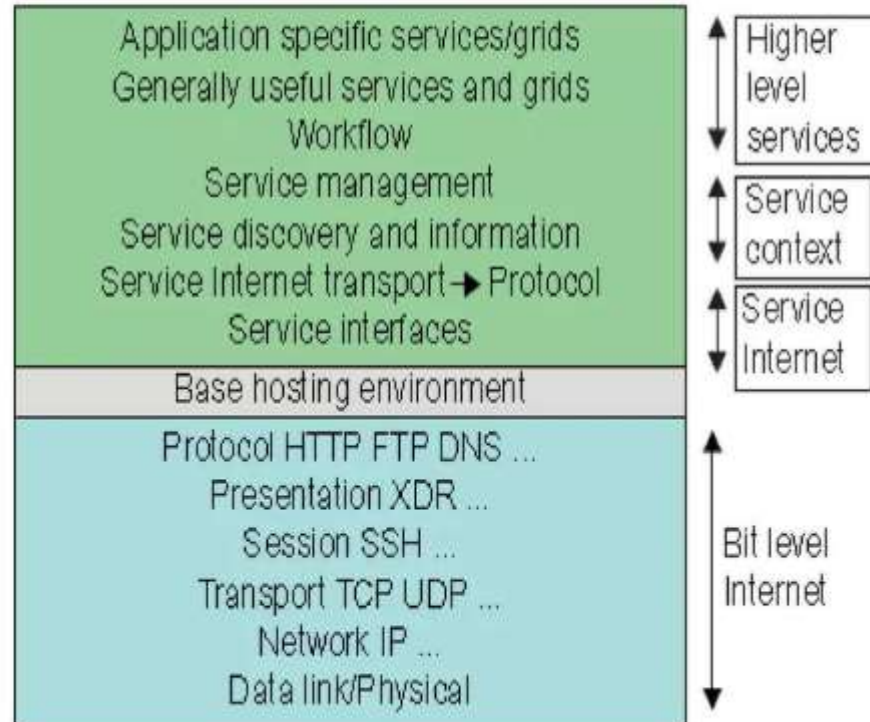 Application specific services/grids
Generally useful services and grids
Workflow
Service management
Service discovery and information
Service Internet transport → Protocol
Service interfaces
Base hosting environment
Protocol HTTP FTP DNS ...
Presentation XDR ...
Session SSH ...
Transport TCP UDP ...
Network IP ...
Data link/Physical
Higher
level
services
Service
context
Service
Internet
Bit level
Internet